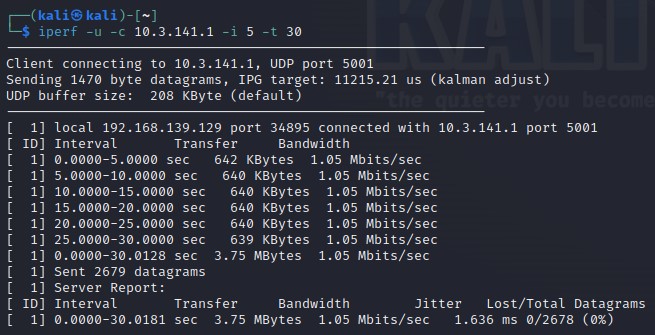 ┌──(kali㉿kali)-[~]
└─$ iperf -u -c 10.3.141.1 -i 5 -t 30
Client connecting to 10.3.141.1, UDP port 5001
Sending 1470 byte datagrams, IPG target: 11215.21 us (kalman adjust)
UDP buffer size:  208 KByte (default)
[  1] local 192.168.139.129 port 34895 connected with 10.3.141.1 port 5001
[ ID] Interval       Transfer     Bandwidth
[  1] 0.0000-5.0000 sec   642 KBytes  1.05 Mbits/sec
[  1] 5.0000-10.0000 sec   640 KBytes  1.05 Mbits/sec
[  1] 10.0000-15.0000 sec   640 KBytes  1.05 Mbits/sec
[  1] 15.0000-20.0000 sec   640 KBytes  1.05 Mbits/sec
[  1] 20.0000-25.0000 sec   640 KBytes  1.05 Mbits/sec
[  1] 25.0000-30.0000 sec   639 KBytes  1.05 Mbits/sec
[  1] 0.0000-30.0128 sec  3.75 MBytes  1.05 Mbits/sec
[  1] Sent 2679 datagrams
[  1] Server Report:
[ ID] Interval       Transfer     Bandwidth        Jitter   Lost/Total Datagrams
[  1] 0.0000-30.0181 sec  3.75 MBytes  1.05 Mbits/sec   1.636 ms 0/2678 (0%)
KALI
"the quieter you become